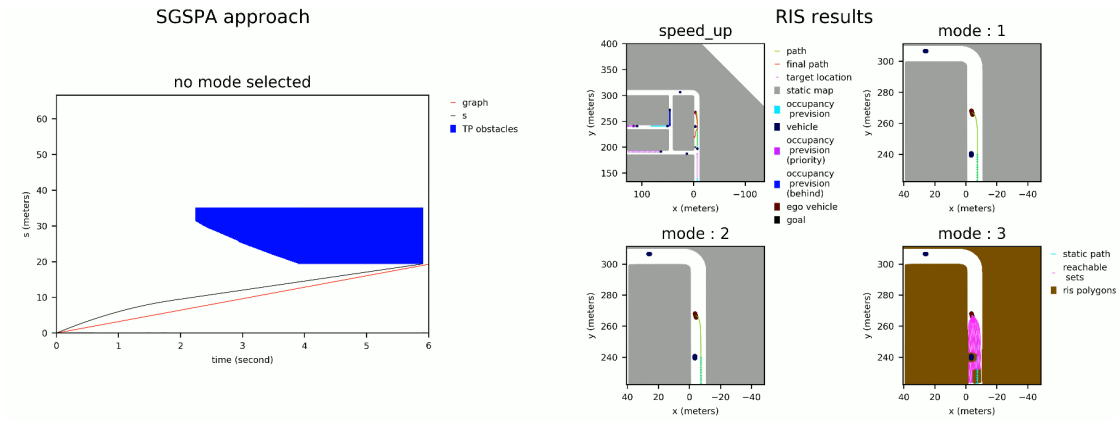 SGSPA approach
no mode selected
s (meters)
60
50
40
30
20
10
0
0 1 2 3 4 5 6
time (second)
graph
s
TP obstacles
RIS results
speed_up
y (meters)
400
350
300
250
200
150
100 0 −100
x (meters)
path
final path
target location
static map
occupancy
prevision
vehicle
occupancy
prevision
(priority)
occupancy
prevision
(behind)
ego vehicle
goal
mode : 1
y (meters)
300
280
260
240
40 20 0 −20 −40
x (meters)
mode : 2
y (meters)
300
280
260
240
40 20 0 −20 −40
x (meters)
mode : 3
y (meters)
300
280
260
240
40 20 0 −20 −40
x (meters)
static path
reachable
sets
ris polygons